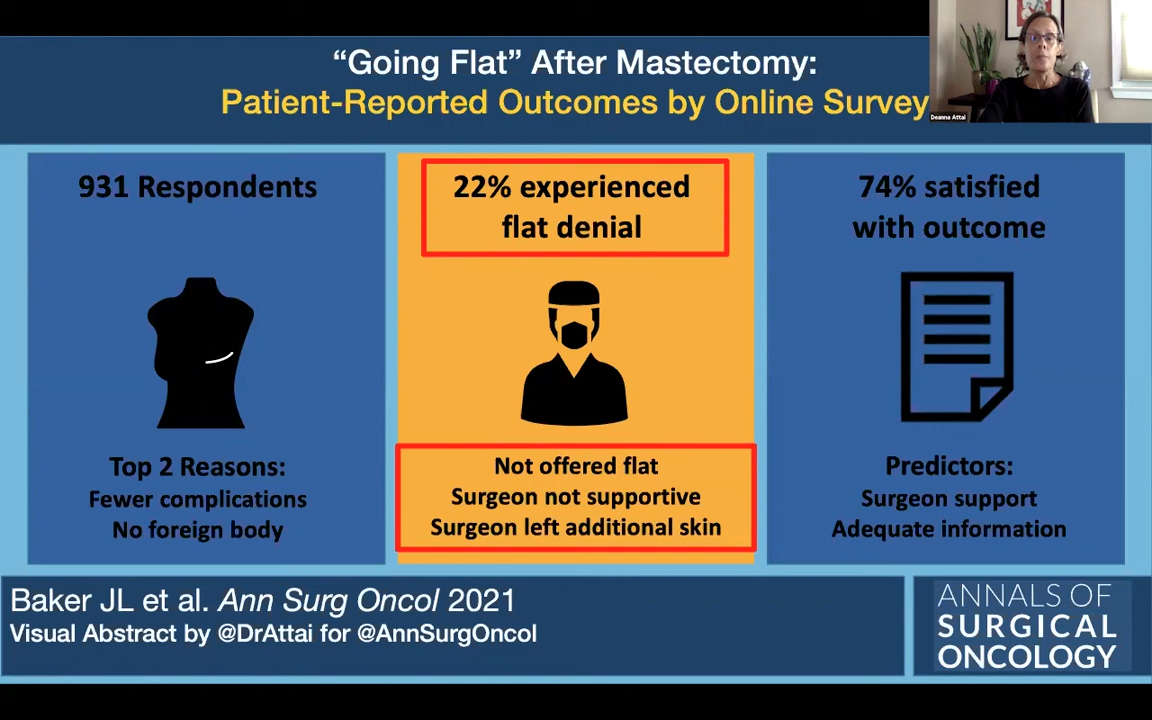 “Going Flat” After Mastectomy:
Patient-Reported Outcomes by Online Survey
Deanna Attai
931 Respondents
Top 2 Reasons:
Fewer complications
No foreign body
22% experienced
flat denial
Not offered flat
Surgeon not supportive
Surgeon left additional skin
74% satisfied
with outcome
Predictors:
Surgeon support
Adequate information
Baker JL et al. Ann Surg Oncol 2021
Visual Abstract by @DrAttai for @AnnSurgOncol
ANNALS OF
SURGICAL
ONCOLOGY